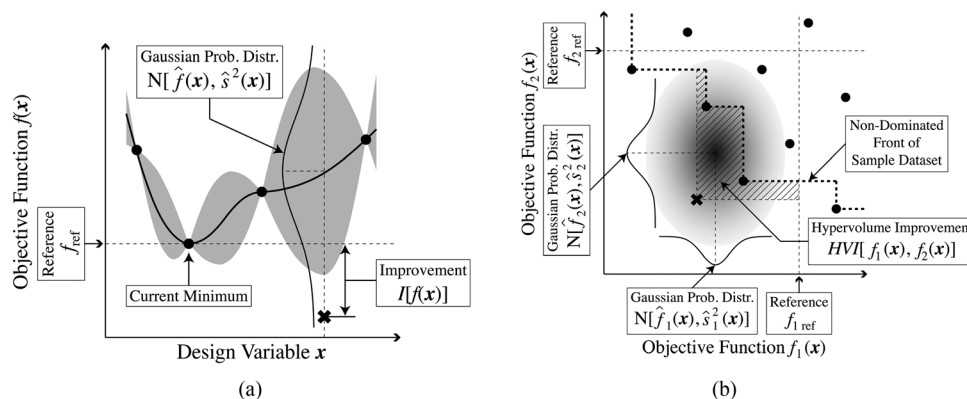 Objective Function f(x)
Reference
f_ref
Gaussian Prob. Distr.
N[ f̂(x), ŝ²(x)]
Current Minimum
Improvement
I[f(x)]
Design Variable x
(a)
Objective Function f₂(x)
Reference
f_2 ref
Gaussian Prob. Distr.
N[ f̂₂(x), ŝ₂²(x)]
Non-Dominated
Front of
Sample Dataset
Hypervolume Improvement
HVI[ f₁(x), f₂(x)]
Gaussian Prob. Distr.
N[ f̂₁(x), ŝ₁²(x)]
Reference
f_1 ref
Objective Function f₁(x)
(b)